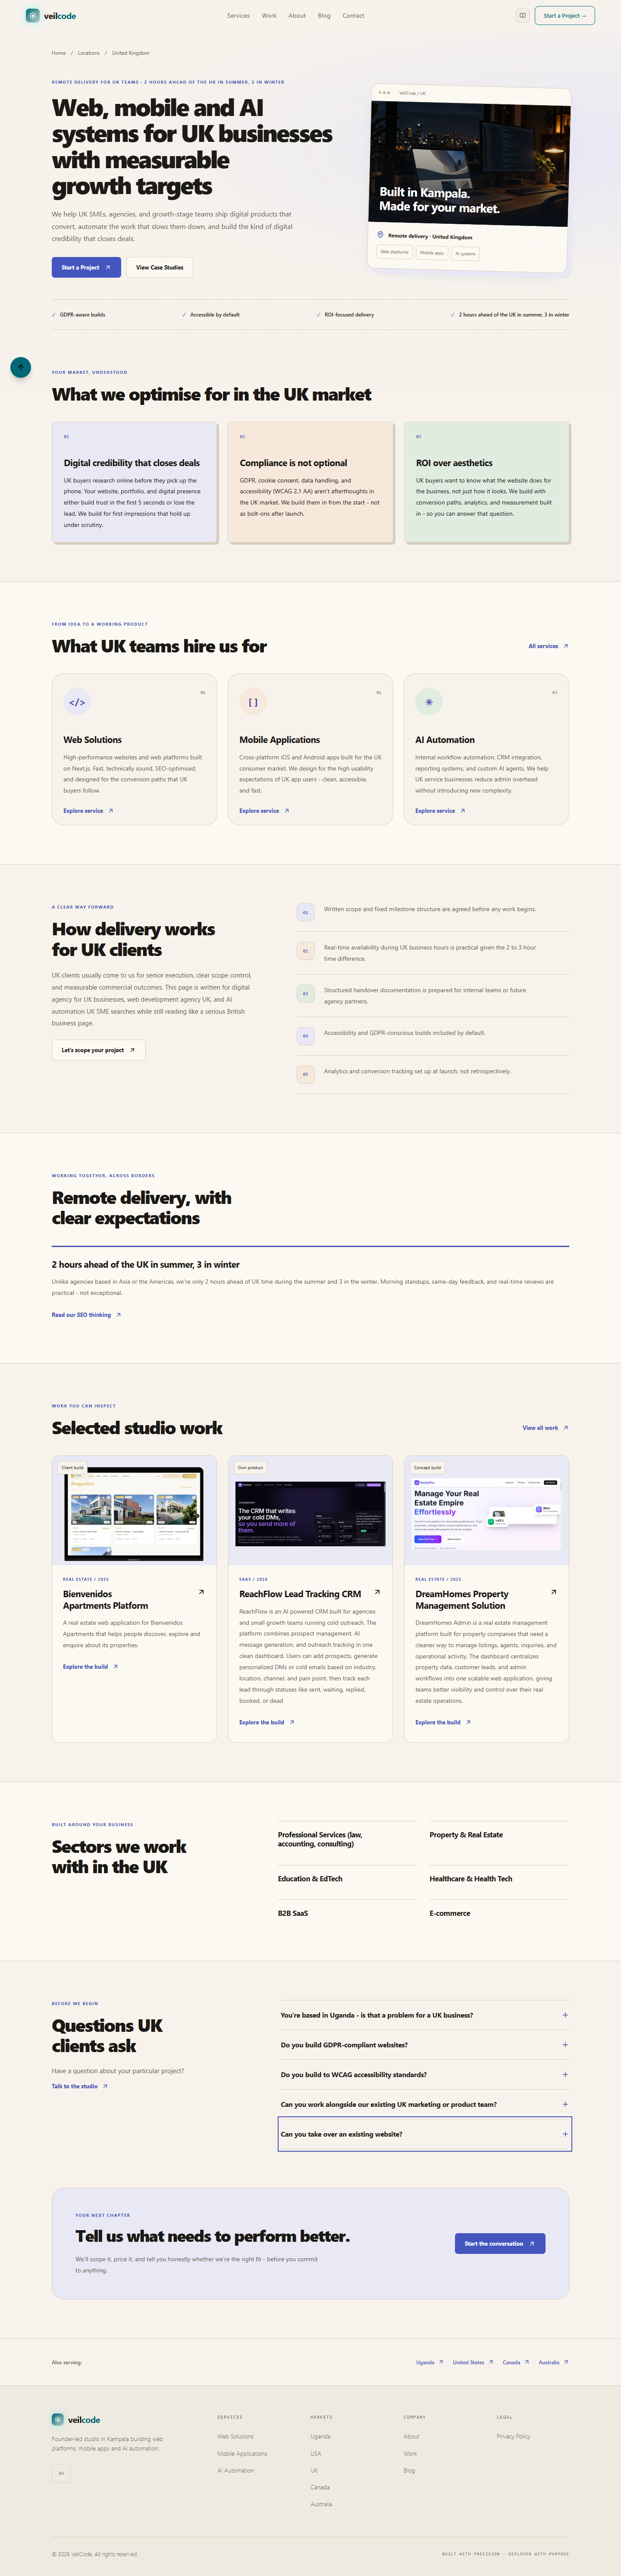 veilcode
Services Work About Blog Contact
Start a Project →
Home / Locations / United Kingdom
REMOTE DELIVERY FOR UK TEAMS · 2 HOURS AHEAD OF THE UK IN SUMMER, 3 IN WINTER
Web, mobile and AI
systems for UK businesses
with measurable
growth targets
We help UK SMEs, agencies, and growth-stage teams ship digital products that
convert, automate the work that slows them down, and build the kind of digital
credibility that closes deals.
Start a Project
View Case Studies
VeilCode / UK
Built in Kampala.
Made for your market.
Remote delivery · United Kingdom
Web platforms
Mobile apps
AI systems
✓ GDPR-aware builds
✓ Accessible by default
✓ ROI-focused delivery
✓ 2 hours ahead of the UK in summer, 3 in winter
YOUR MARKET, UNDERSTOOD
What we optimise for in the UK market
01
Digital credibility that closes deals
UK buyers research online before they pick up the
phone. Your website, portfolio, and digital presence
either build trust in the first 5 seconds or lose the
lead. We build for first impressions that hold up
under scrutiny.
02
Compliance is not optional
GDPR, cookie consent, data handling, and
accessibility (WCAG 2.1 AA) aren't afterthoughts in
the UK market. We build them in from the start - not
as bolt-ons after launch.
03
ROI over aesthetics
UK buyers want to know what the website does for
the business, not just how it looks. We build with
conversion paths, analytics, and measurement built
in - so you can answer that question.
FROM IDEA TO A WORKING PRODUCT
What UK teams hire us for
All services
</>
Web Solutions
High-performance websites and web platforms built
on Next.js. Fast, technically sound, SEO-optimised,
and designed for the conversion paths that UK
buyers follow.
Explore service
[ ]
Mobile Applications
Cross-platform iOS and Android apps built for the UK
consumer market. We design for the high usability
expectations of UK app users - clean, accessible,
and fast.
Explore service
AI Automation
Internal workflow automation, CRM integration,
reporting systems, and custom AI agents. We help
UK service businesses reduce admin overhead
without introducing new complexity.
Explore service
A CLEAR WAY FORWARD
How delivery works
for UK clients
UK clients usually come to us for senior execution, clear scope control,
and measurable commercial outcomes. This page is written for digital
agency for UK businesses, web development agency UK, and AI
automation UK SME searches while still reading like a serious British
business page.
Let's scope your project
01
Written scope and fixed milestone structure are agreed before any work begins.
02
Real-time availability during UK business hours is practical given the 2 to 3 hour
time difference.
03
Structured handover documentation is prepared for internal teams or future
agency partners.
04
Accessibility and GDPR-conscious builds included by default.
05
Analytics and conversion tracking set up at launch, not retrospectively.
WORKING TOGETHER, ACROSS BORDERS
Remote delivery, with
clear expectations
2 hours ahead of the UK in summer, 3 in winter
Unlike agencies based in Asia or the Americas, we're only 2 hours ahead of UK time during the summer and 3 in the winter. Morning standups, same-day feedback, and real-time reviews are
practical - not exceptional.
Read our SEO thinking
WORK YOU CAN INSPECT
Selected studio work
View all work
Client build
Properties
REAL ESTATE / 2025
Bienvenidos
Apartments Platform
A real estate web application for Bienvenidos
Apartments that helps people discover, explore and
enquire about its properties.
Explore the build
Own product
The CRM that writes
your cold DMs,
so you send more of
them.
SAAS / 2026
ReachFlow Lead Tracking CRM
ReachFlow is an AI powered CRM built for agencies
and small growth teams running cold outreach. The
platform combines prospect management, AI
message generation, and outreach tracking in one
clean dashboard. Users can add prospects, generate
personalized DMs or cold emails based on industry,
location, channel, and pain point, then track each
lead through statuses like sent, waiting, replied,
booked, or dead
Explore the build
Concept build
Manage Your Real
Estate Empire
Effortlessly
REAL ESTATE / 2025
DreamHomes Property
Management Solution
DreamHomes Admin is a real estate management
platform built for property companies that need a
cleaner way to manage listings, agents, inquiries, and
operational activity. The dashboard centralizes
property data, customer leads, and admin
workflows into one scalable web application, giving
teams better visibility and control over their real
estate operations.
Explore the build
BUILT AROUND YOUR BUSINESS
Sectors we work
with in the UK
Professional Services (law,
accounting, consulting)
Property & Real Estate
Education & EdTech
Healthcare & Health Tech
B2B SaaS
E-commerce
BEFORE WE BEGIN
Questions UK
clients ask
Have a question about your particular project?
Talk to the studio
You're based in Uganda - is that a problem for a UK business? +
Do you build GDPR-compliant websites? +
Do you build to WCAG accessibility standards? +
Can you work alongside our existing UK marketing or product team? +
Can you take over an existing website? +
YOUR NEXT CHAPTER
Tell us what needs to perform better.
We'll scope it, price it, and tell you honestly whether we're the right fit - before you commit
to anything.
Start the conversation
Also serving:
Uganda
United States
Canada
Australia
veilcode
Founder-led studio in Kampala building web
platforms, mobile apps and AI automation.
SERVICES
Web Solutions
Mobile Applications
AI Automation
MARKETS
Uganda
USA
UK
Canada
Australia
COMPANY
About
Work
Blog
LEGAL
Privacy Policy
© 2026 VeilCode. All rights reserved.
BUILT WITH PRECISION · DEPLOYED WITH PURPOSE